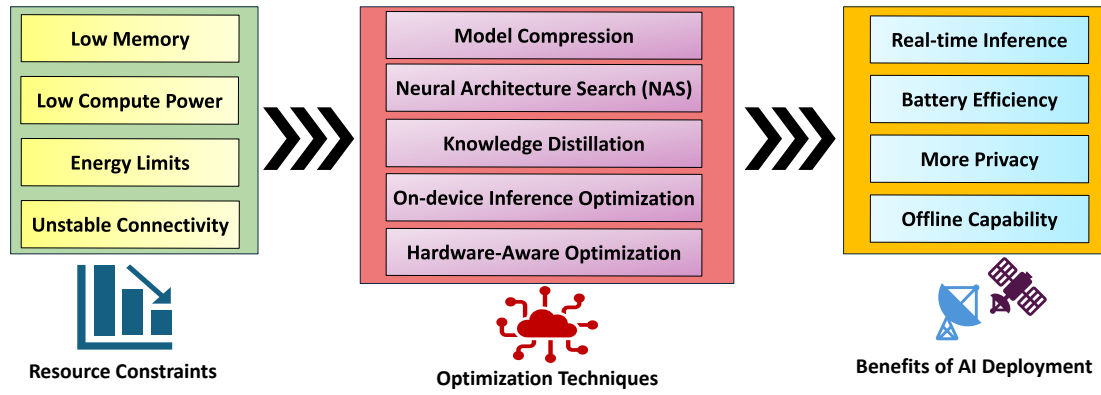 Low Memory
Low Compute Power
Energy Limits
Unstable Connectivity
Resource Constraints
Model Compression
Neural Architecture Search (NAS)
Knowledge Distillation
On-device Inference Optimization
Hardware-Aware Optimization
Optimization Techniques
Real-time Inference
Battery Efficiency
More Privacy
Offline Capability
Benefits of AI Deployment